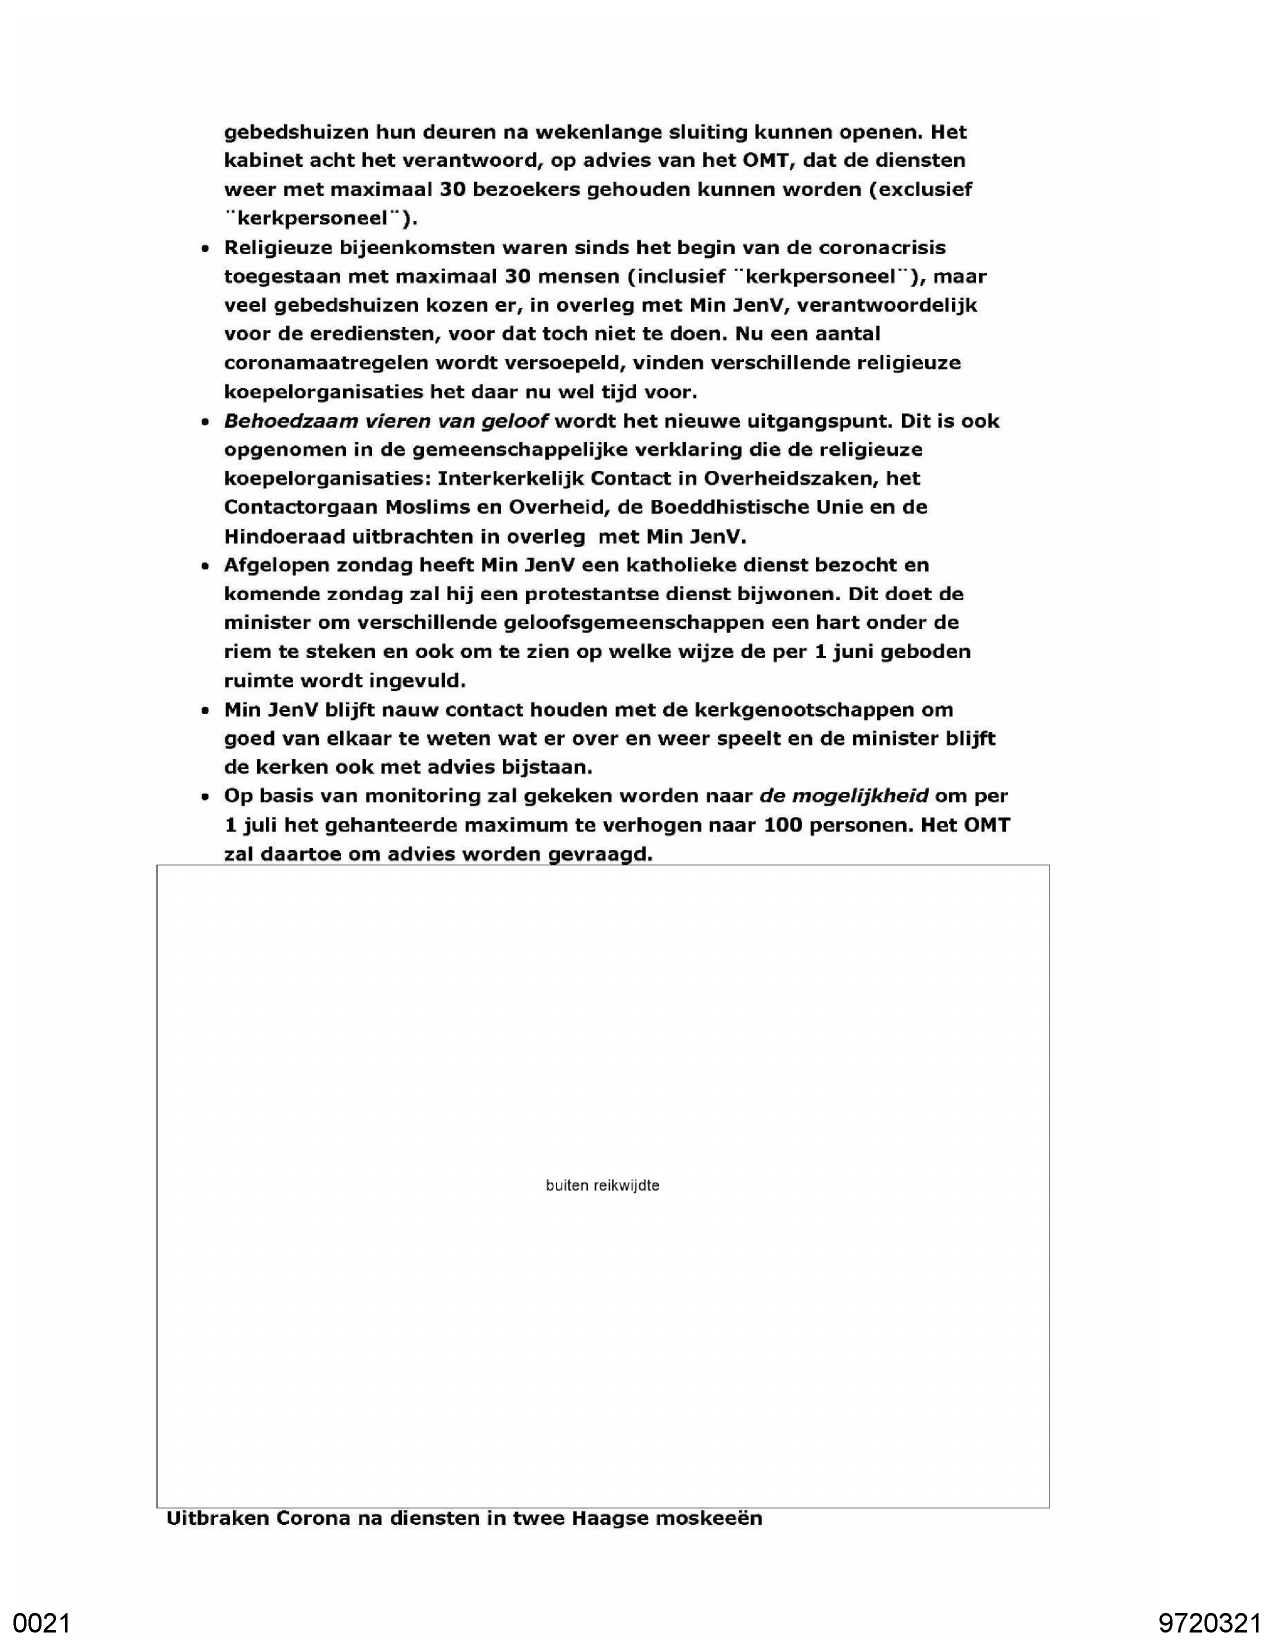 gebedshuizen hun deuren na wekenlange sluiting kunnen openen. Het
kabinet acht het verantwoord, op advies van het OMT, dat de diensten
weer met maximaal 30 bezoekers gehouden kunnen worden (exclusief
¨kerkpersoneel¨).
• Religieuze bijeenkomsten waren sinds het begin van de coronacrisis
toegestaan met maximaal 30 mensen (inclusief ¨kerkpersoneel¨), maar
veel gebedshuizen kozen er, in overleg met Min JenV, verantwoordelijk
voor de erediensten, voor dat toch niet te doen. Nu een aantal
coronamaatregelen wordt versoepeld, vinden verschillende religieuze
koepelorganisaties het daar nu wel tijd voor.
• Behoedzaam vieren van geloof wordt het nieuwe uitgangspunt. Dit is ook
opgenomen in de gemeenschappelijke verklaring die de religieuze
koepelorganisaties: Interkerkelijk Contact in Overheidszaken, het
Contactorgaan Moslims en Overheid, de Boeddhistische Unie en de
Hindoeraad uitbrachten in overleg  met Min JenV.
• Afgelopen zondag heeft Min JenV een katholieke dienst bezocht en
komende zondag zal hij een protestantse dienst bijwonen. Dit doet de
minister om verschillende geloofsgemeenschappen een hart onder de
riem te steken en ook om te zien op welke wijze de per 1 juni geboden
ruimte wordt ingevuld.
• Min JenV blijft nauw contact houden met de kerkgenootschappen om
goed van elkaar te weten wat er over en weer speelt en de minister blijft
de kerken ook met advies bijstaan.
• Op basis van monitoring zal gekeken worden naar de mogelijkheid om per
1 juli het gehanteerde maximum te verhogen naar 100 personen. Het OMT
zal daartoe om advies worden gevraagd.
buiten reikwijdte
Uitbraken Corona na diensten in twee Haagse moskeeën
0021
9720321